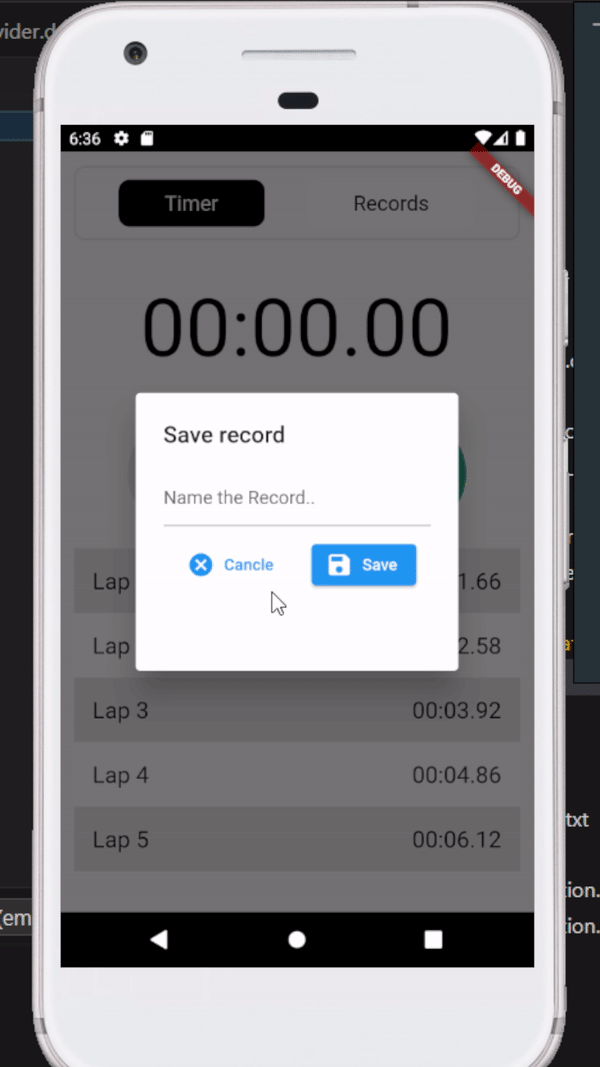 6:36
DEBUG
Timer Records
00:00.00
Save record
Name the Record..
Cancle Save
Lap 1.66
Lap 2.58
Lap 3 00:03.92
Lap 4 00:04.86
Lap 5 00:06.12
vider.d
(em
txt
tion.
tion.